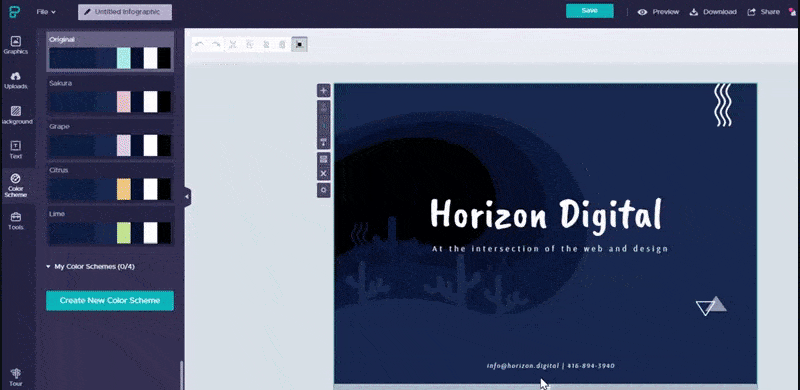 File
Untitled Infographic
Save
Preview
Download
Share
Graphics
Uploads
Background
Text
Color Scheme
Tools
Tour
Original
Sakura
Grape
Citrus
Lime
My Color Schemes (0/4)
Create New Color Scheme
Horizon Digital
At the intersection of the web and design
info@horizon.digital | 416-894-3940